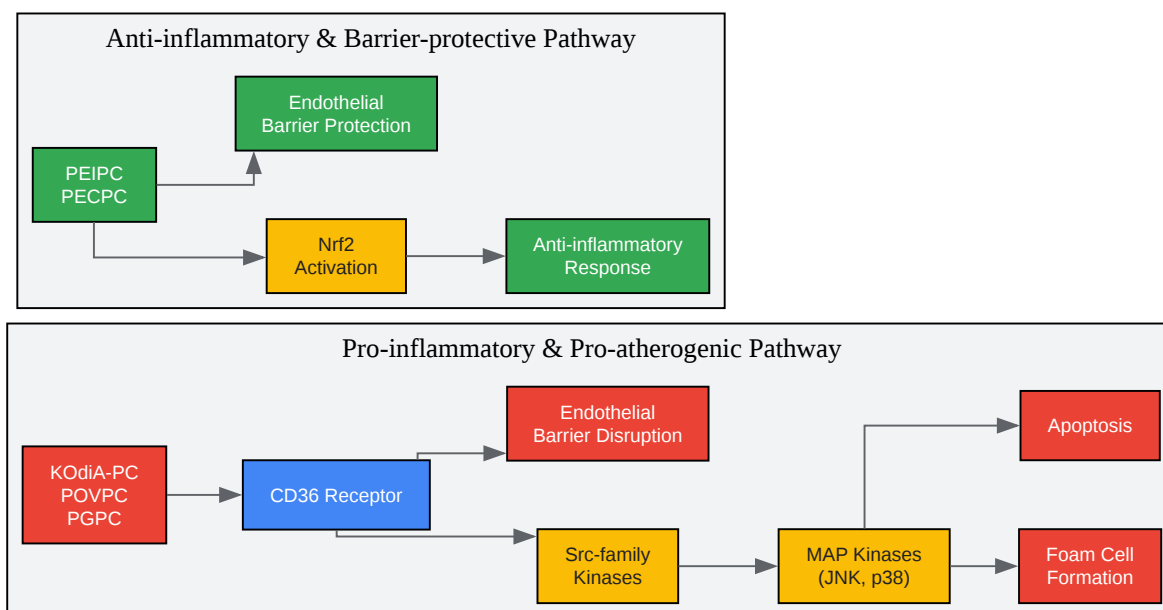 Anti-inflammatory & Barrier-protective Pathway
Endothelial
Barrier Protection
PEIPC
PECPC
Nrf2
Activation
Anti-inflammatory
Response
Pro-inflammatory & Pro-atherogenic Pathway
Endothelial
Barrier Disruption
Apoptosis
KOdiA-PC
POVPC
PGPC
CD36 Receptor
Src-family
Kinases
MAP Kinases
(JNK, p38)
Foam Cell
Formation